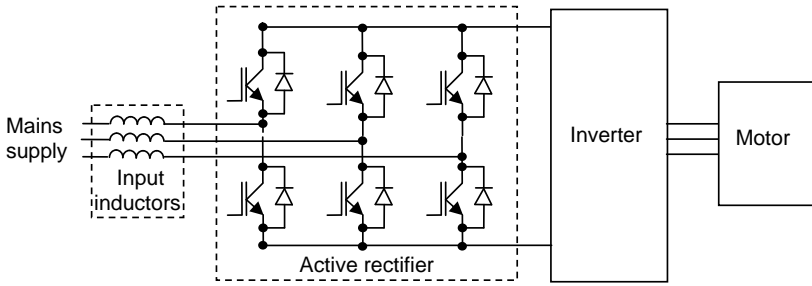 Mains
supply
Input
inductors
Active rectifier
Inverter
Motor